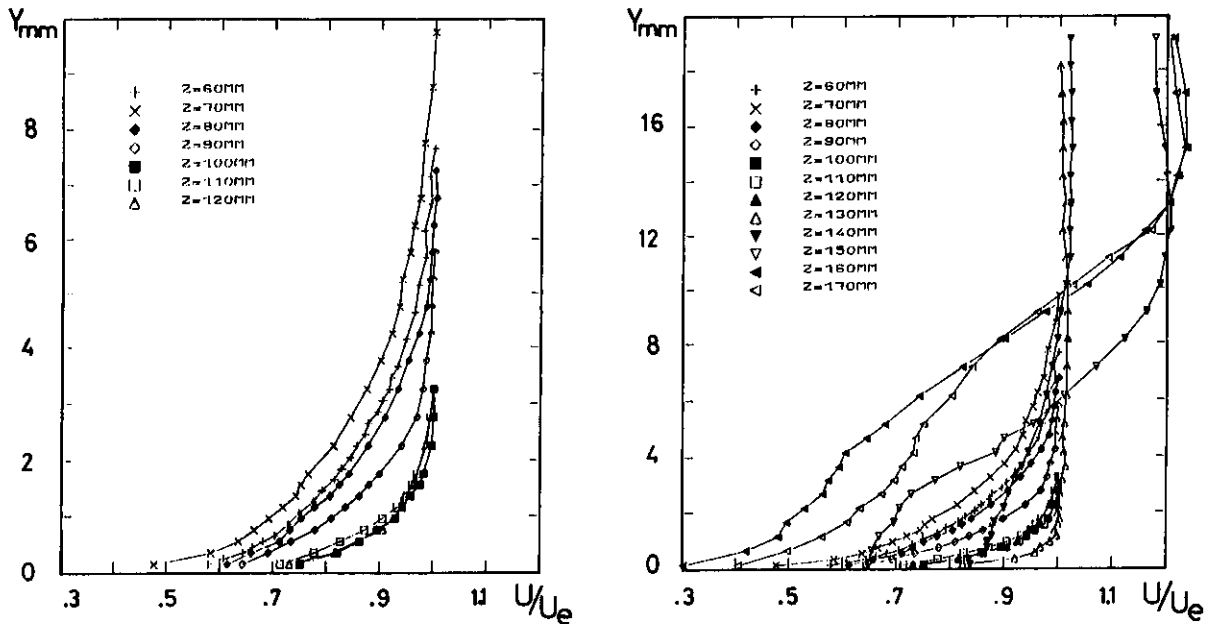 Ymm
8
6
4
2
0
.3
.5
.7
.9
1.1
U/Ue
Z=60MM
Z=70MM
Z=80MM
Z=90MM
Z=100MM
Z=110MM
Z=120MM
Ymm
16
12
8
4
0
.3
.5
.7
.9
1.1
U/Ue
Z=60MM
Z=70MM
Z=80MM
Z=90MM
Z=100MM
Z=110MM
Z=120MM
Z=130MM
Z=140MM
Z=150MM
Z=160MM
Z=170MM